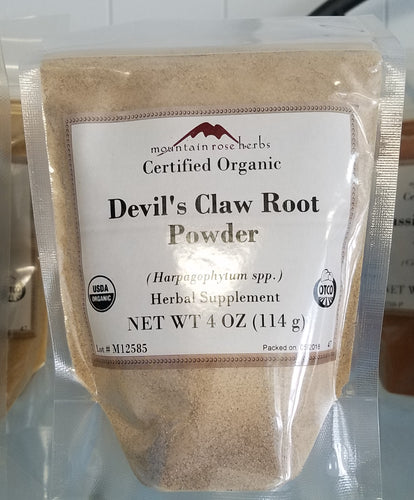 mountain rose herbs
Certified Organic
Devil's Claw Root
Powder
(Harpagophytum spp.)
USDA
ORGANIC
OTCO
Herbal Supplement
NET WT 4 OZ (114 g)
Lot # M12585
Packed on